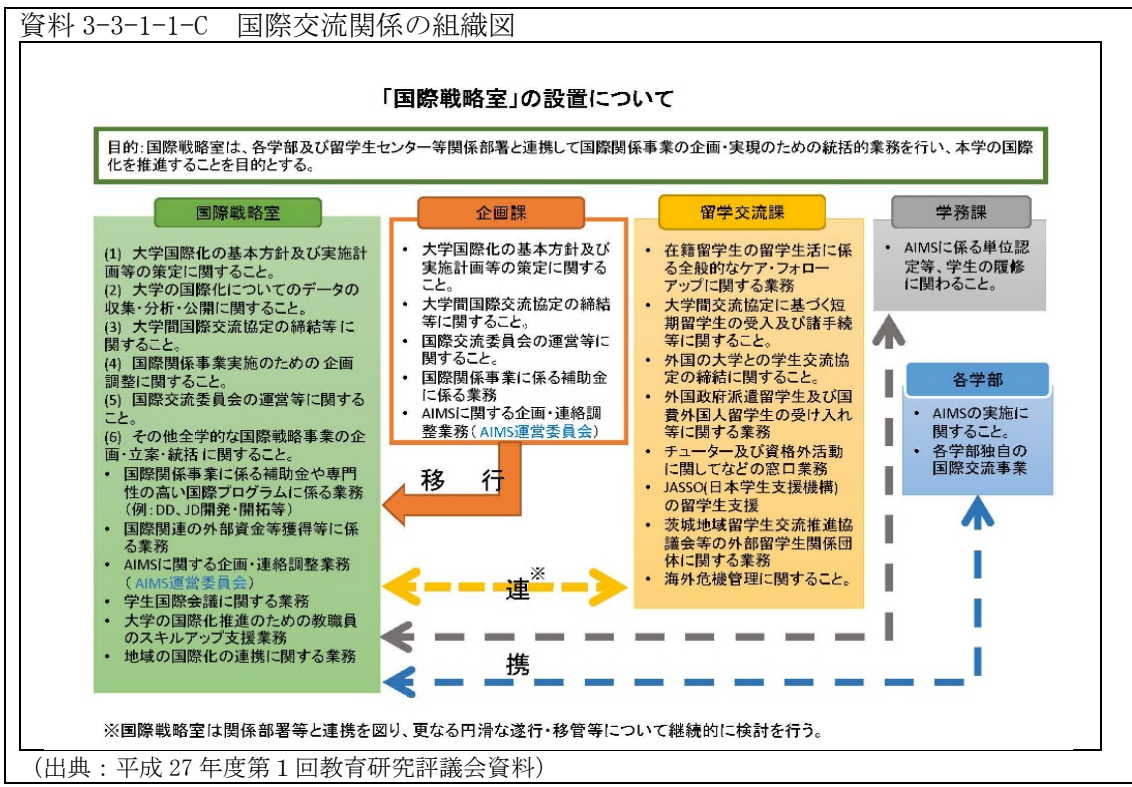 資料 3-3-1-1-C　国際交流関係の組織図
「国際戦略室」の設置について
目的：国際戦略室は、各学部及び留学生センター等関係部署と連携して国際関係事業の企画・実現のための統括的業務を行い、本学の国際
化を推進することを目的とする。
国際戦略室
(1) 大学国際化の基本方針及び実施計
画等の策定に関すること。
(2) 大学の国際化についてのデータの
収集・分析・公開に関すること。
(3) 大学間国際交流協定の締結等に
関すること。
(4) 国際関係事業実施のための企画
調整に関すること。
(5) 国際交流委員会の運営等に関する
こと。
(6) その他全学的な国際戦略事業の企
画・立案・統括に関すること。
• 国際関係事業に係る補助金や専門
性の高い国際プログラムに係る業務
(例：DD、JD開発・開拓等)
• 国際関連の外部資金等獲得等に係
る業務
• AIMSに関する企画・連絡調整業務
(AIMS運営委員会)
• 学生国際会議に関する業務
• 大学の国際化推進のための教職員
のスキルアップ支援業務
• 地域の国際化の連携に関する業務
企画課
• 大学国際化の基本方針及び
実施計画等の策定に関する
こと。
• 大学間国際交流協定の締結
等に関すること。
• 国際交流委員会の運営等に
関すること。
• 国際関係事業に係る補助金
に係る業務
• AIMSに関する企画・連絡調
整業務(AIMS運営委員会)
移　行
留学交流課
• 在籍留学生の留学生活に係
る全般的なケア・フォロー
アップに関する業務
• 大学間交流協定に基づく短
期留学生の受入及び諸手続
等に関すること。
• 外国の大学との学生交流協
定の締結に関すること。
• 外国政府派遣留学生及び国
費外国人留学生の受け入れ
等に関する業務
• チューター及び資格外活動
に関してなどの窓口業務
• JASSO(日本学生支援機構)
の留学生支援
• 茨城地域留学生交流推進協
議会等の外部留学生関係団
体に関する業務
• 海外危機管理に関すること。
学務課
• AIMSに係る単位認
定等、学生の履修
に関わること。
各学部
• AIMSの実施に
関すること。
• 各学部独自の
国際交流事業
連※
携
※国際戦略室は関係部署等と連携を図り、更なる円滑な遂行・移管等について継続的に検討を行う。
(出典：平成 27 年度第 1 回教育研究評議会資料)